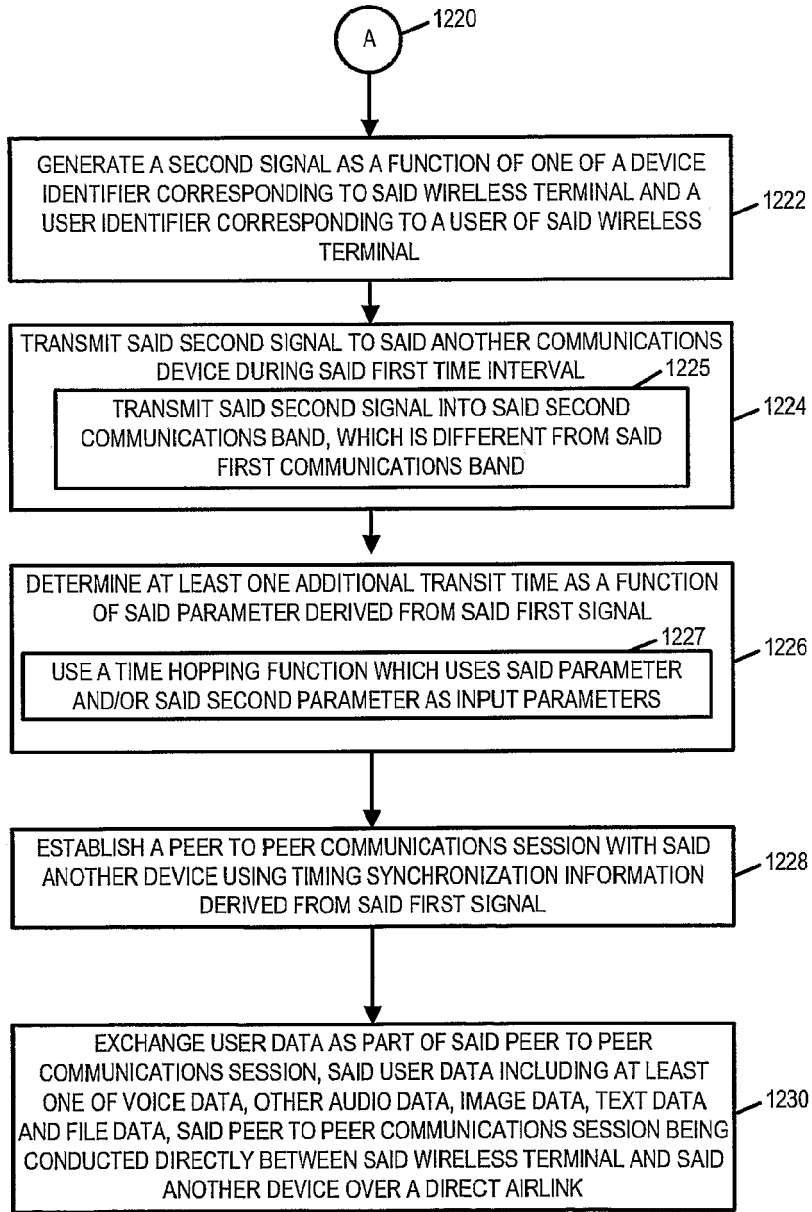 1220
A
GENERATE A SECOND SIGNAL AS A FUNCTION OF ONE OF A DEVICE
IDENTIFIER CORRESPONDING TO SAID WIRELESS TERMINAL AND A
USER IDENTIFIER CORRESPONDING TO A USER OF SAID WIRELESS
TERMINAL
1222
TRANSMIT SAID SECOND SIGNAL TO SAID ANOTHER COMMUNICATIONS
DEVICE DURING SAID FIRST TIME INTERVAL
1225
TRANSMIT SAID SECOND SIGNAL INTO SAID SECOND
COMMUNICATIONS BAND, WHICH IS DIFFERENT FROM SAID
FIRST COMMUNICATIONS BAND
1224
DETERMINE AT LEAST ONE ADDITIONAL TRANSIT TIME AS A FUNCTION
OF SAID PARAMETER DERIVED FROM SAID FIRST SIGNAL
1227
USE A TIME HOPPING FUNCTION WHICH USES SAID PARAMETER
AND/OR SAID SECOND PARAMETER AS INPUT PARAMETERS
1226
ESTABLISH A PEER TO PEER COMMUNICATIONS SESSION WITH SAID
ANOTHER DEVICE USING TIMING SYNCHRONIZATION INFORMATION
DERIVED FROM SAID FIRST SIGNAL
1228
EXCHANGE USER DATA AS PART OF SAID PEER TO PEER
COMMUNICATIONS SESSION, SAID USER DATA INCLUDING AT LEAST
ONE OF VOICE DATA, OTHER AUDIO DATA, IMAGE DATA, TEXT DATA
AND FILE DATA, SAID PEER TO PEER COMMUNICATIONS SESSION BEING
CONDUCTED DIRECTLY BETWEEN SAID WIRELESS TERMINAL AND SAID
ANOTHER DEVICE OVER A DIRECT AIRLINK
1230